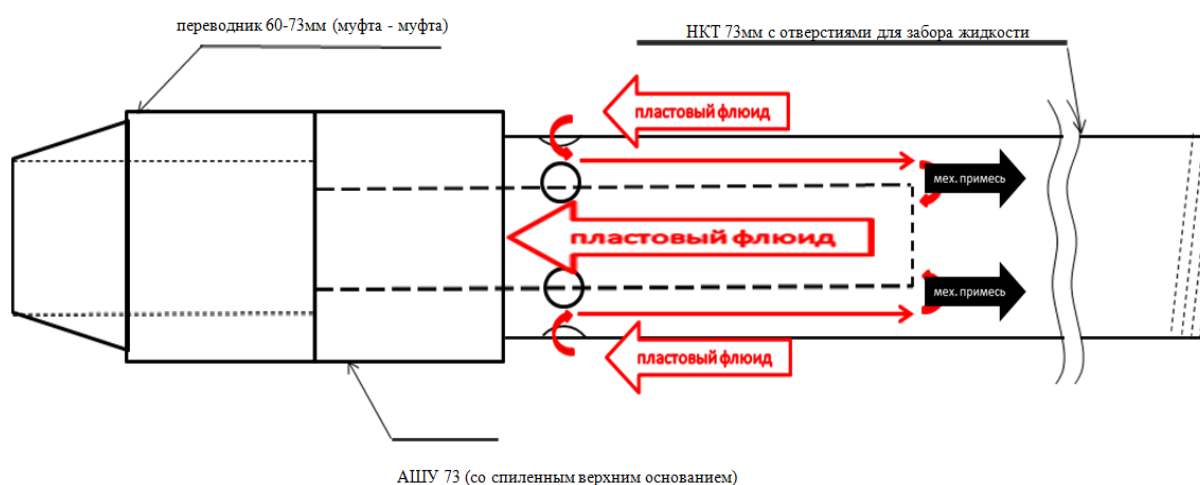 переводник 60-73мм (муфта - муфта)
НКТ 73мм с отверстиями для забора жидкости
пластовый флюид
мех. примесь
пластовый флюид
мех. примесь
пластовый флюид
АШУ 73 (со спиленным верхним основанием)